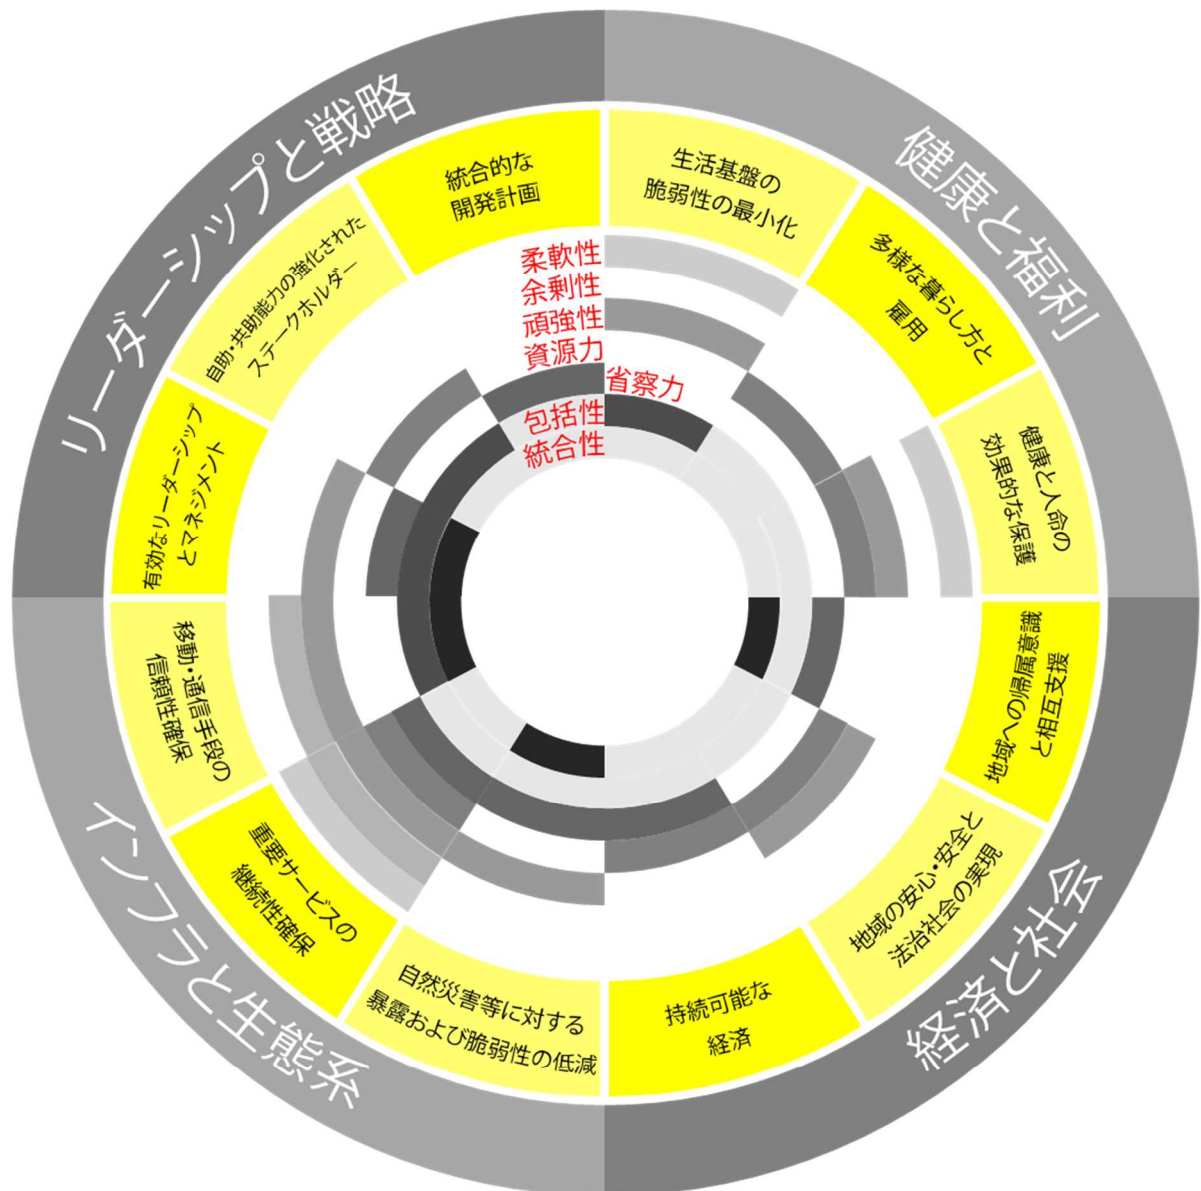 リーダーシップと戦略
健康と福利
経済と社会
インフラと生態系
統合的な
開発計画
生活基盤の
脆弱性の最小化
多様な暮らし方と
雇用
健康と人命の
効果的な保護
地域への帰属意識
と相互支援
地域の安心・安全と
法治社会の実現
持続可能な
経済
自然災害等に対する
暴露および脆弱性の低減
重要サービスの
継続性確保
移動・通信手段の
信頼性確保
有効なリーダーシップ
とマネジメント
自助・共助能力の強化された
ステークホルダー
柔軟性
余剰性
頑強性
資源力
省察力
包括性
統合性